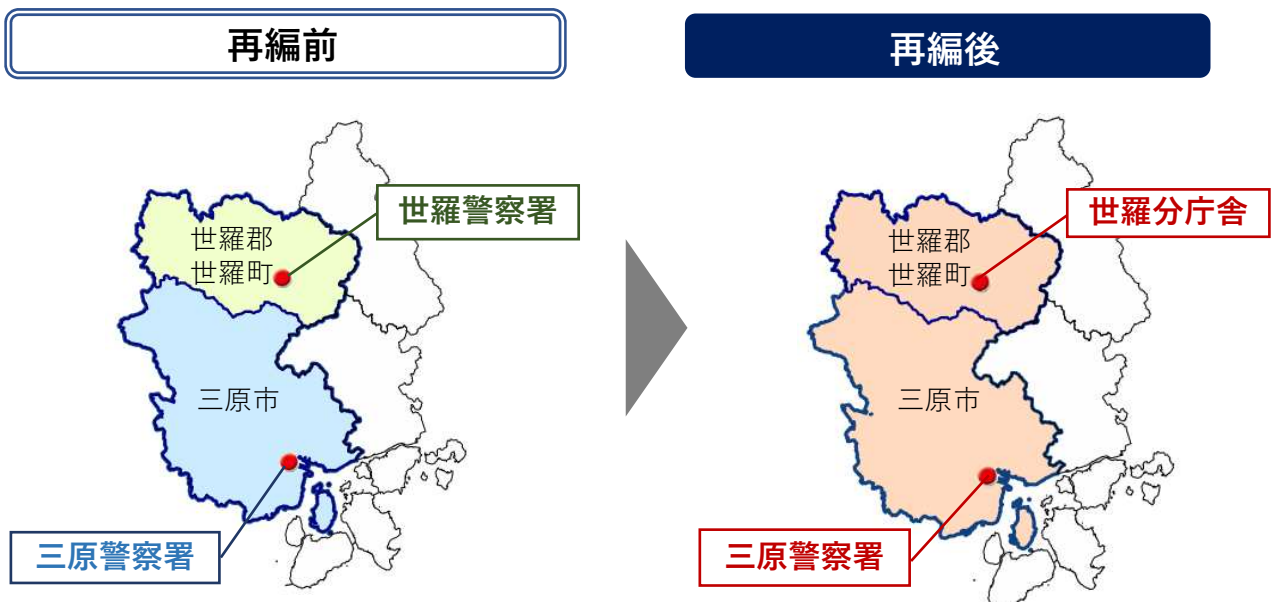 再編前
再編後
世羅警察署
世羅郡
世羅町
三原市
三原警察署
世羅分庁舎
世羅郡
世羅町
三原市
三原警察署